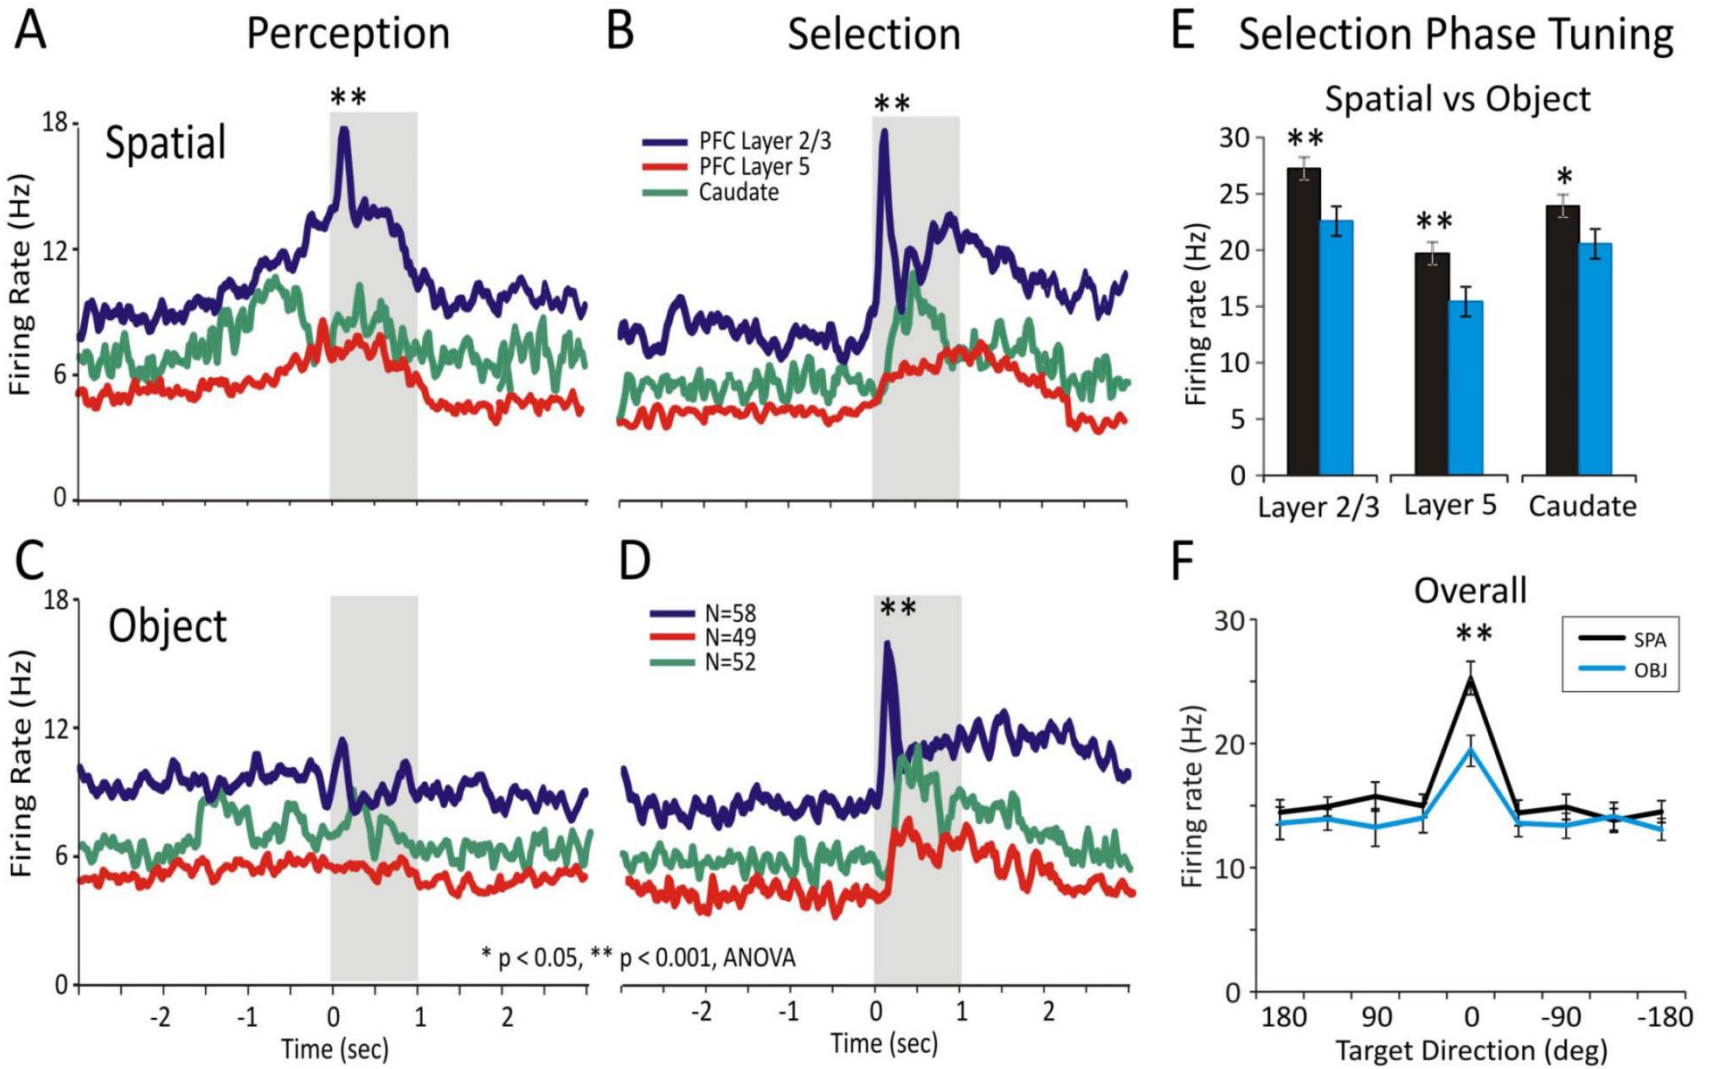 A Perception
B Selection
E Selection Phase Tuning
Spatial vs Object
**
**
Spatial
PFC Layer 2/3
PFC Layer 5
Caudate
18
12
6
0
Firing Rate (Hz)
**
**
*
30
25
20
15
10
5
0
Firing rate (Hz)
Layer 2/3 Layer 5 Caudate
C
D
F
Overall
Object
**
N=58
N=49
N=52
18
12
6
0
Firing Rate (Hz)
* p < 0.05, ** p < 0.001, ANOVA
-2 -1 0 1 2
Time (sec)
-2 -1 0 1 2
Time (sec)
**
SPA
OBJ
30
20
10
0
Firing rate (Hz)
180 90 0 -90 -180
Target Direction (deg)